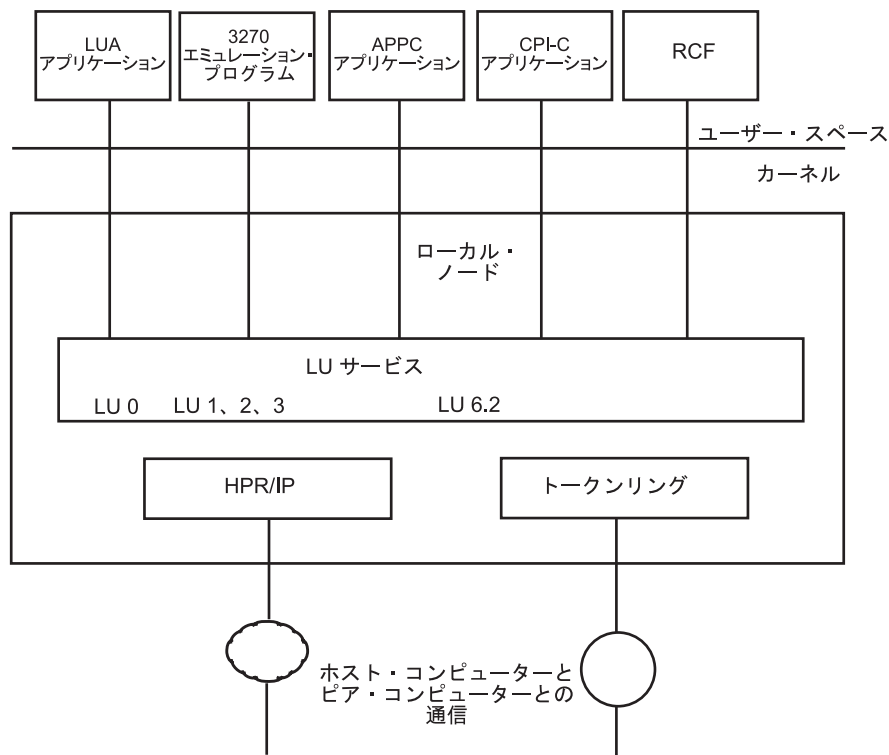 LUA
アプリケーション
3270
エミュレーション・
プログラム
APPC
アプリケーション
CPI-C
アプリケーション
RCF
ユーザー・スペース
カーネル
ローカル・
ノード
LU サービス
LU 0
LU 1、2、3
LU 6.2
HPR/IP
トークンリング
ホスト・コンピューターと
ピア・コンピューターとの
通信